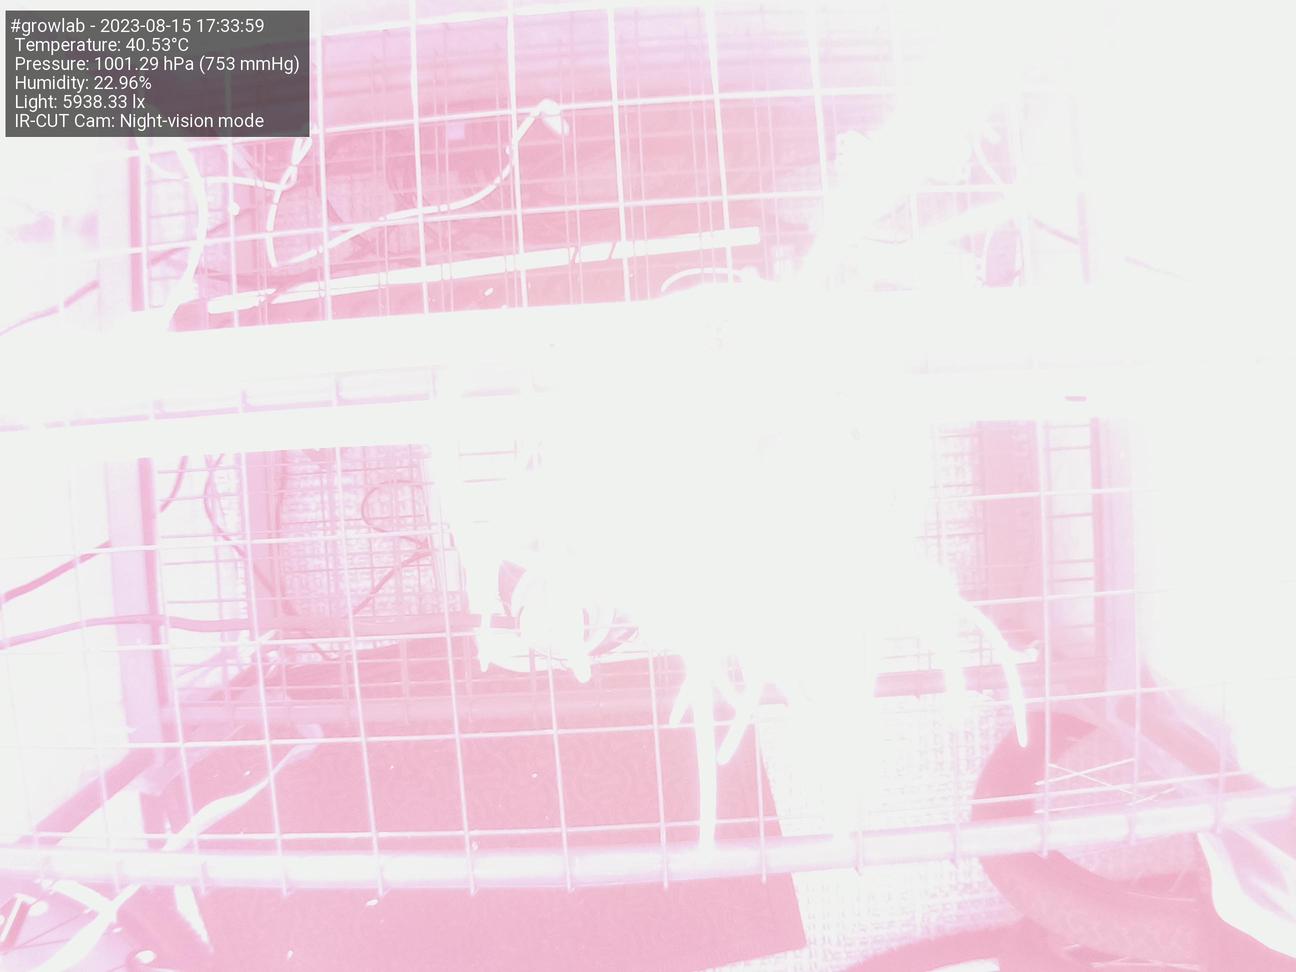 #growlab - 2023-08-15 17:33:59
Temperature: 40.53°C
Pressure: 1001.29 hPa (753 mmHg)
Humidity: 22.96%
Light: 5938.33 lx
IR-CUT Cam: Night-vision mode